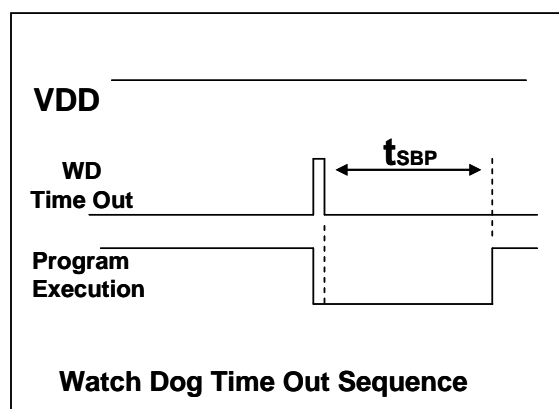 VDD
tSBP
WD
Time Out
Program
Execution
Watch Dog Time Out Sequence